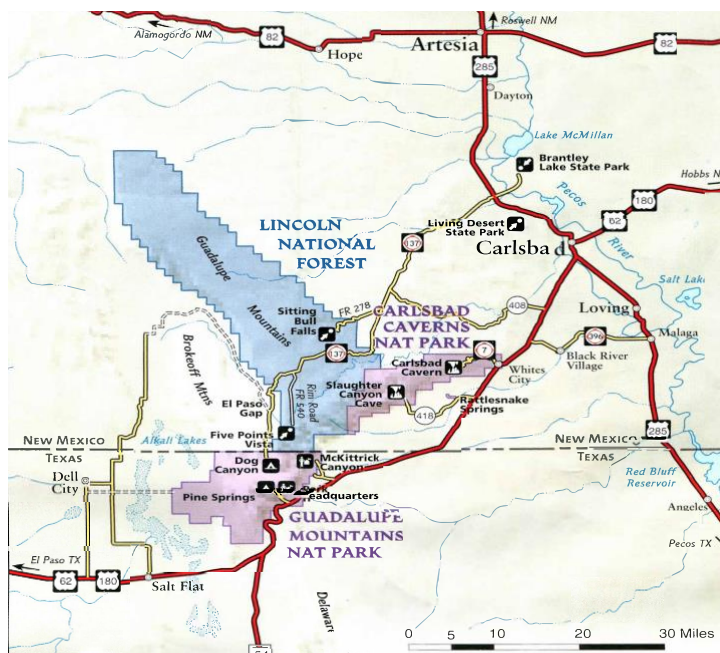 Roswell NM
Alamogordo NM
82
Hope
Artesia
82
285
Dayton
Lake McMillan
Brantley
Lake State Park
Hobbs N
180
62
Pecos
River
Living Desert
State Park
Carlsbad
LINCOLN
NATIONAL
FOREST
137
Guadalupe
Mountains
Salt Lake
Sitting
Bull
Falls
FR 276
CARLSBAD
CAVERNS
NAT PARK
408
Loving
Malaga
396
Black River
Village
137
Carlsbad
Cavern
7
Whites
City
Brokeoff Mtns
Slaughter
Canyon
Cave
Rattlesnake
Springs
418
El Paso
Gap
Rim Road
FR 540
Five Points
Vista
Alkali Lakes
NEW MEXICO
TEXAS
NEW MEXICO
TEXAS
285
Dog
Canyon
McKittrick
Canyon
Dell
City
Pine Springs
Headquarters
Red Bluff
Reservoir
Angeles
GUADALUPE
MOUNTAINS
NAT PARK
Pecos TX
El Paso TX
62
180
Salt Flat
Delaware
0 5 10 20 30 Miles